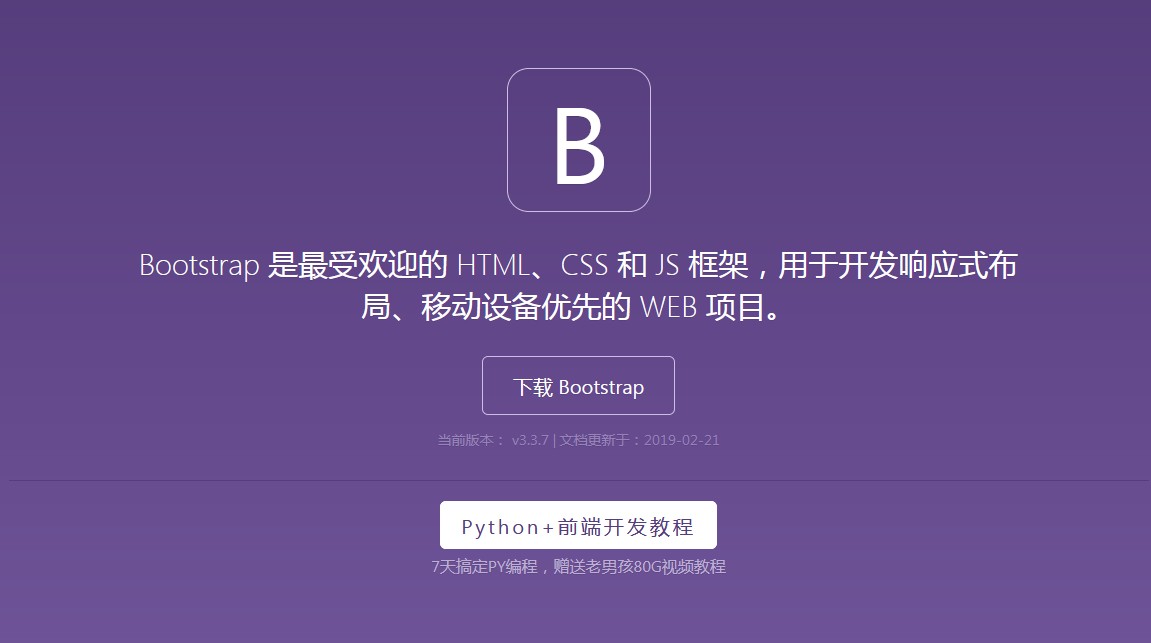 B
Bootstrap 是最受欢迎的 HTML、CSS 和 JS 框架，用于开发响应式布
局、移动设备优先的 WEB 项目。
下载 Bootstrap
当前版本： v3.3.7 | 文档更新于：2019-02-21
Python+前端开发教程
7天搞定PY编程，赠送老男孩80G视频教程